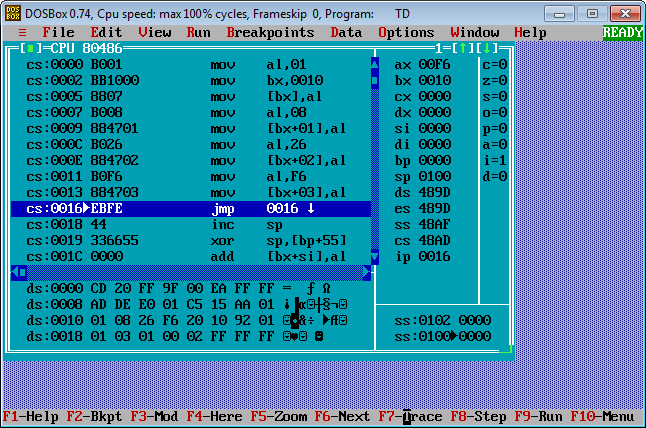 DOSBox 0.74, Cpu speed: max 100% cycles, Frameskip 0, Program: TD
≡ File Edit View Run Breakpoints Data Options Window Help READY
[■]=CPU 80486 1=[↑][↓]
cs:0000 B001 mov al,01 ax 00F6 c=0
cs:0002 BB1000 mov bx,0010 bx 0010 z=0
cs:0005 8807 mov [bx],al cx 0000 s=0
cs:0007 B008 mov al,08 dx 0000 o=0
cs:0009 884701 mov [bx+01],al si 0000 p=0
cs:000C B026 mov al,26 di 0000 a=0
cs:000E 884702 mov [bx+02],al bp 0000 i=1
cs:0011 B0F6 mov al,F6 sp 0100 d=0
cs:0013 884703 mov [bx+03],al ds 489D
cs:0016►EBFE jmp 0016 ↓ es 489D
cs:0018 44 inc sp ss 48AF
cs:0019 336655 xor sp,[bp+55] cs 48AD
cs:001C 0000 add [bx+si],al ip 0016
ds:0000 CD 20 FF 9F 00 EA FF FF = ƒ Ω
ds:0008 AD DE E0 01 C5 15 AA 01
ds:0010 01 08 26 F6 20 10 92 01 ss:0102 0000
ds:0018 01 03 01 00 02 FF FF FF ss:0100►0000
F1-Help F2-Bkpt F3-Mod F4-Here F5-Zoom F6-Next F7-Trace F8-Step F9-Run F10-Menu